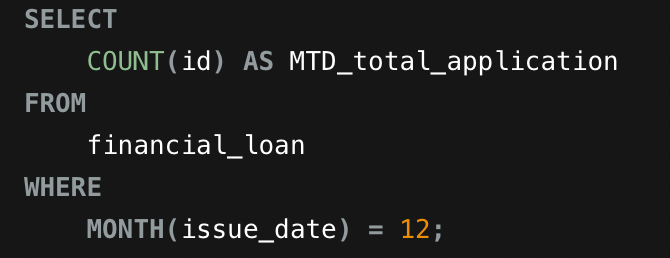 SELECT
COUNT(id) AS MTD_total_application
FROM
financial_loan
WHERE
MONTH(issue_date) = 12;